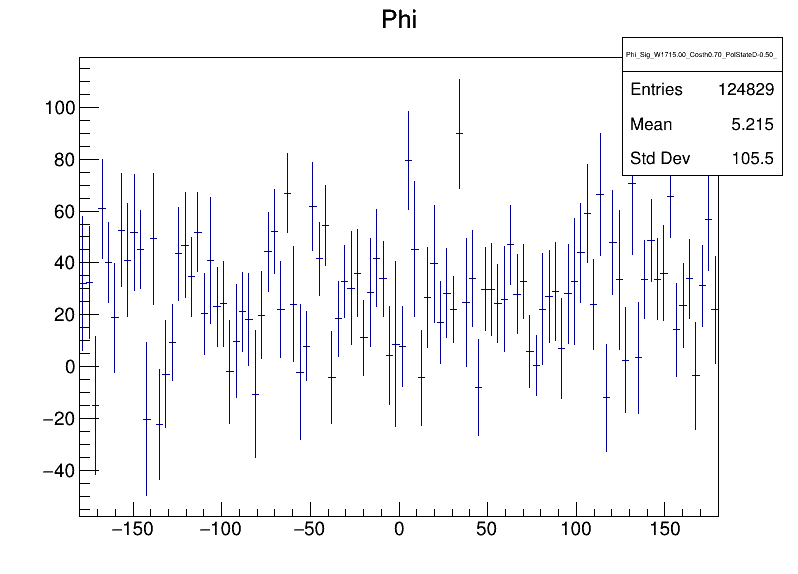 Phi
Phi_Sig_W1715.00_Costh0.70_PolStateD-0.50_
Entries 124829
Mean 5.215
Std Dev 105.5
100
80
60
40
20
0
−20
−40
−150 −100 −50 0 50 100 150